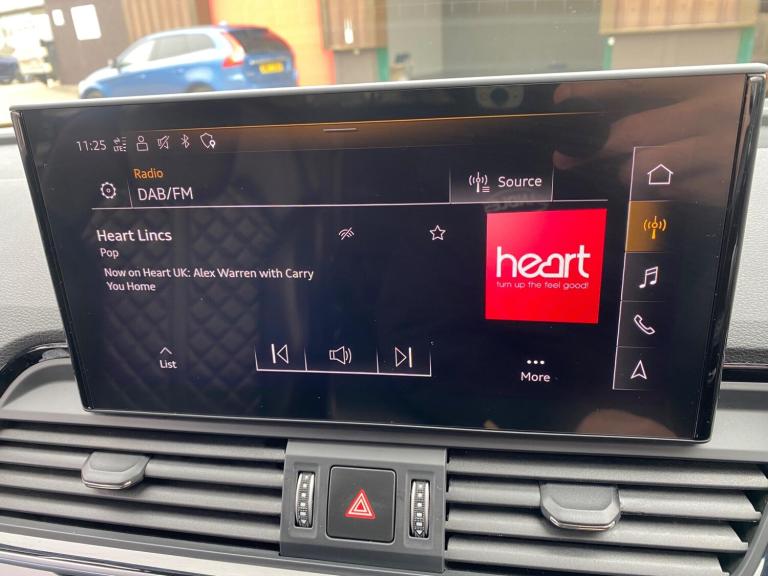 11:25
LTE
Radio
DAB/FM
Source
Heart Lincs
Pop
Now on Heart UK: Alex Warren with Carry
You Home
heart
turn up the feel good!
List
More